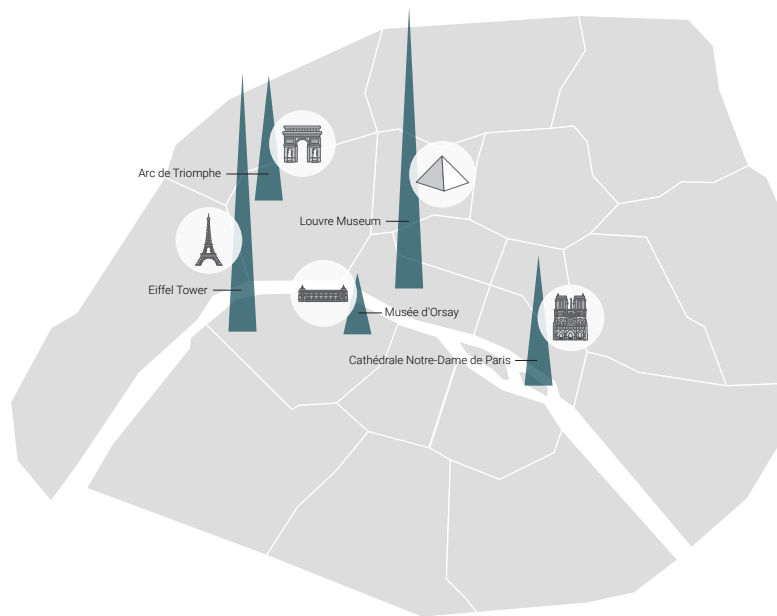 Arc de Triomphe
Louvre Museum
Eiffel Tower
Musée d'Orsay
Cathédrale Notre-Dame de Paris